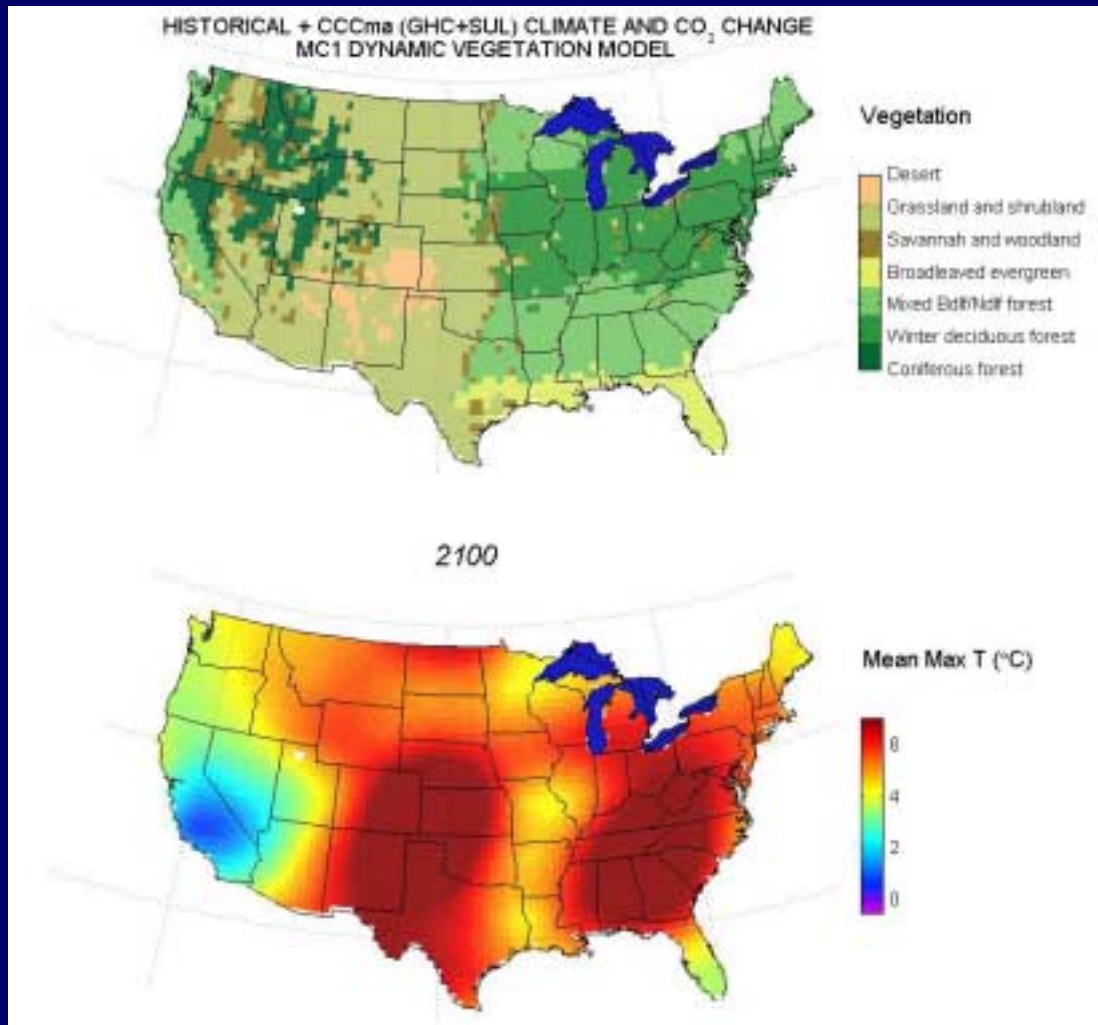 HISTORICAL + CCCma (GHC+SUL) CLIMATE AND CO₂ CHANGE
MC1 DYNAMIC VEGETATION MODEL
Vegetation
Desert
Grassland and shrubland
Savannah and woodland
Broadleaved evergreen
Mixed Bdlf/Ndlf forest
Winter deciduous forest
Coniferous forest
2100
Mean Max T (°C)
6
4
2
0